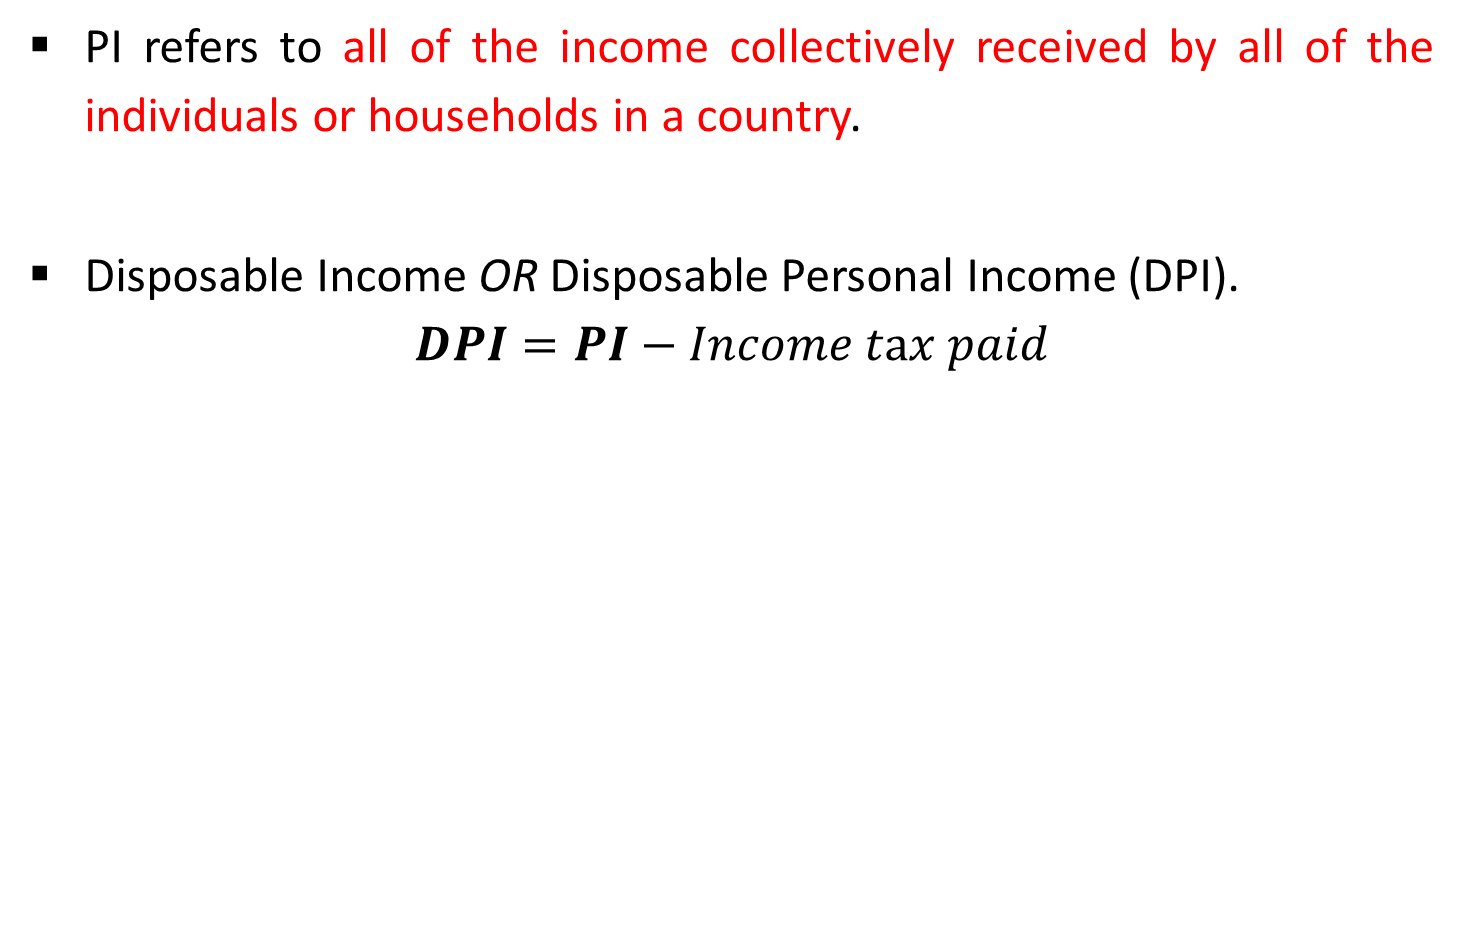 ▪ PI refers to all of the income collectively received by all of the
individuals or households in a country.
▪ Disposable Income OR Disposable Personal Income (DPI).
DPI = PI − Income tax paid